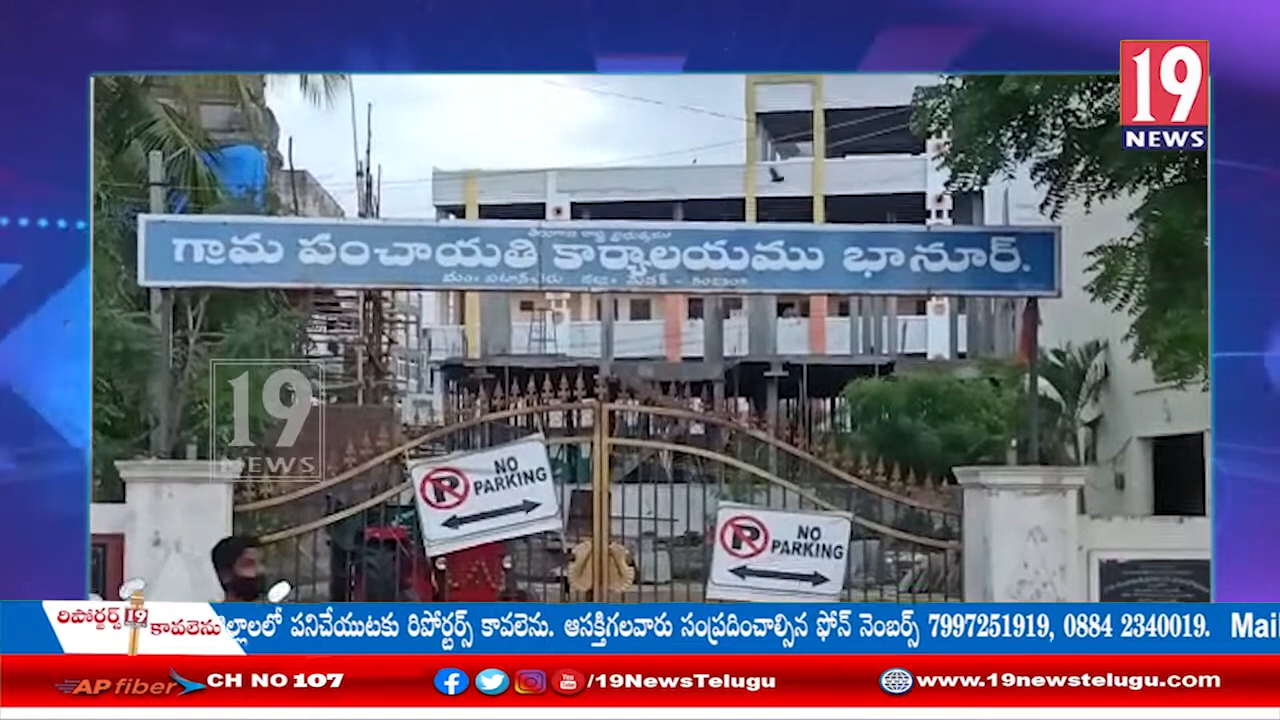 19
NEWS
గ్రామ పంచాయతి కార్యాలయము భానూర్.
19
NEWS
NO
PARKING
NO
PARKING
రిపోర్టర్స్ 19 కావలెను
ల్లాలలో పనిచేయుటకు రిపోర్టర్స్ కావలెను. ఆసక్తిగలవారు సంప్రదించాల్సిన ఫోన్ నెంబర్స్ 7997251919, 0884 2340019. Mail
AP fiber CH NO 107 /19NewsTelugu www.19newstelugu.com